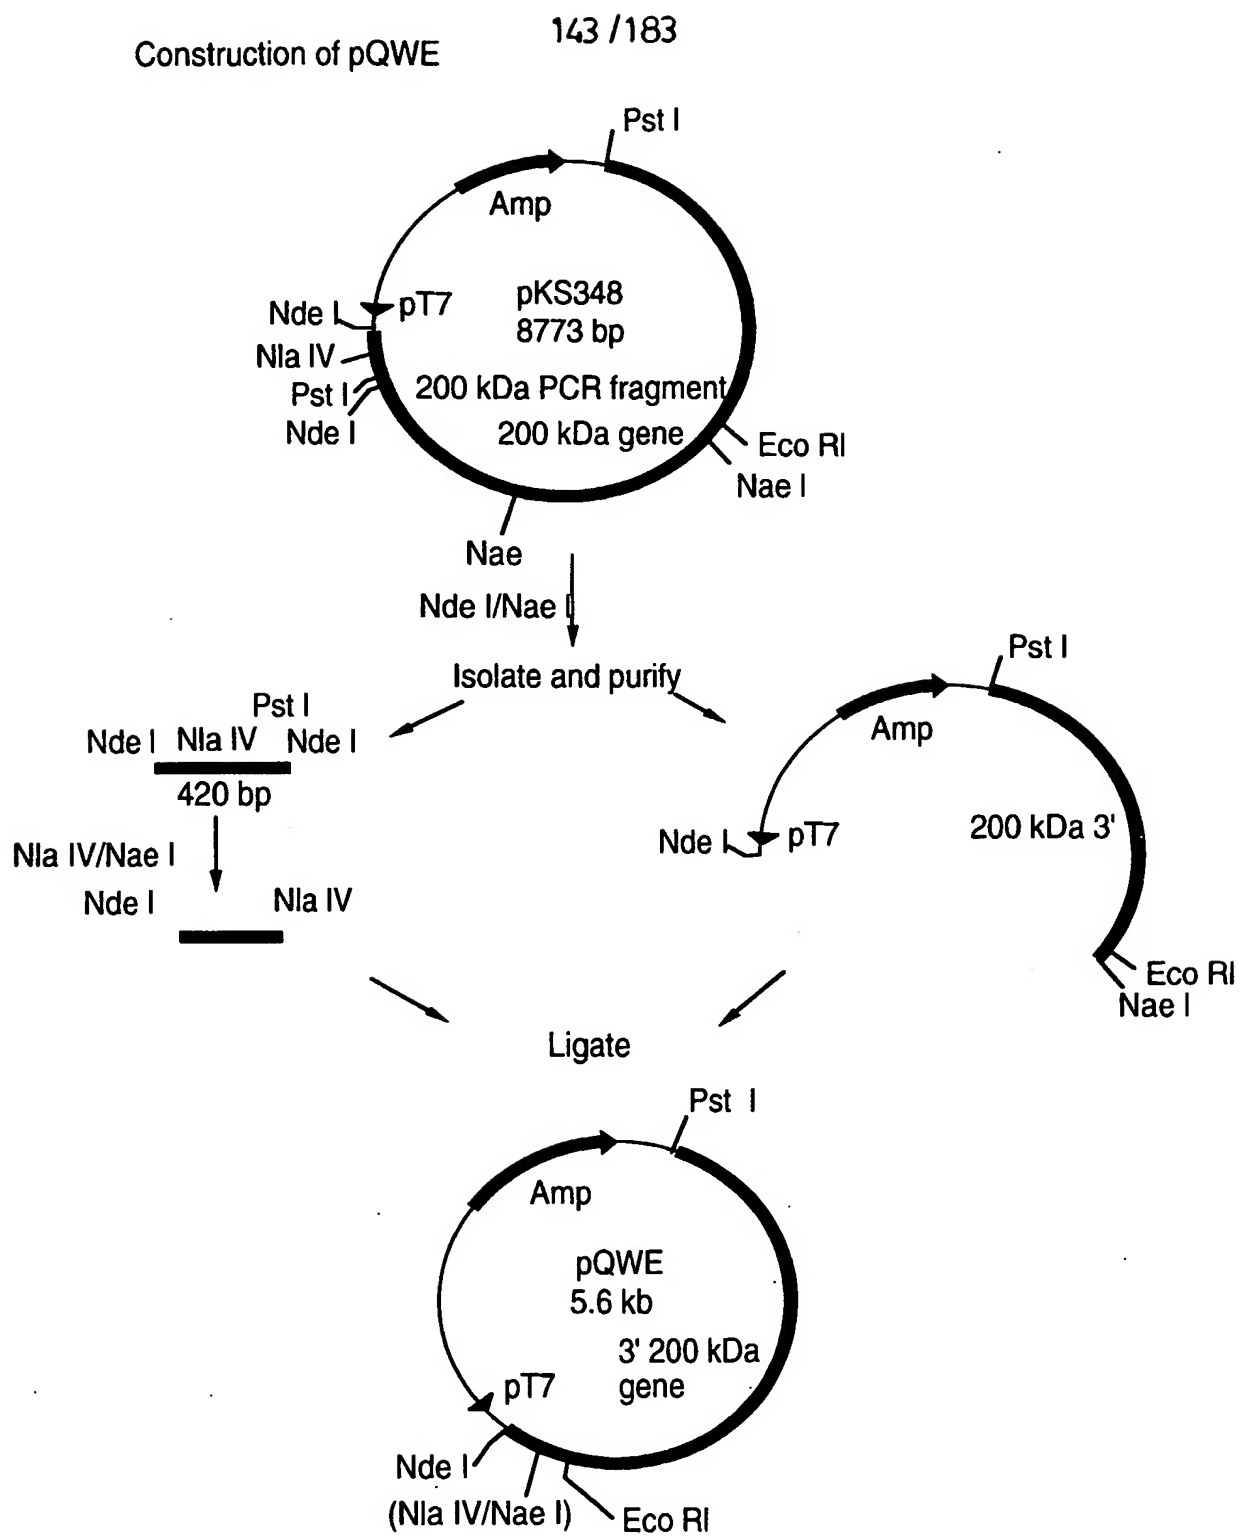 143/183
Construction of pQWE
Pst I
Amp
pKS348
8773 bp
Nde I
pT7
Nla IV
Pst I
Nde I
200 kDa PCR fragment
200 kDa gene
Eco RI
Nae I
Nae
Nde I/Nae I
Isolate and purify
Pst I
Nde I Nla IV Nde I
420 bp
Nla IV/Nae I
Nde I Nla IV
Pst I
Amp
Nde I
pT7
200 kDa 3'
Eco RI
Nae I
Ligate
Pst I
Amp
pQWE
5.6 kb
3' 200 kDa
gene
pT7
Nde I
(Nla IV/Nae I)
Eco RI